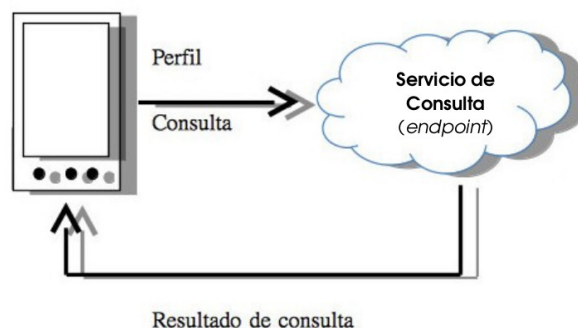 Perfil
Consulta
Servicio de
Consulta
(endpoint)
Resultado de consulta